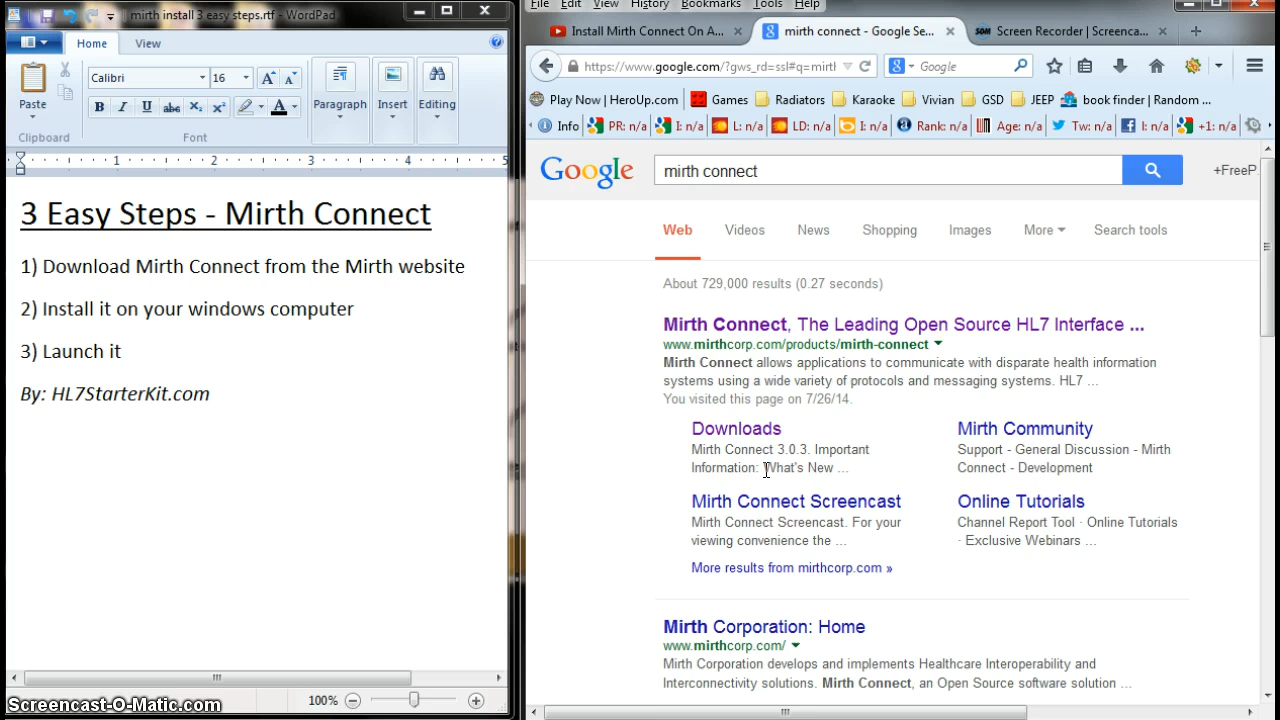 mirth install 3 easy steps.rtf - WordPad
Home View
Calibri 16
Paste
Paragraph Insert Editing
Clipboard Font
1 2 3 4 5
3 Easy Steps - Mirth Connect
1) Download Mirth Connect from the Mirth website
2) Install it on your windows computer
3) Launch it
By: HL7StarterKit.com
100%
Screencast-O-Matic.com
File Edit View History Bookmarks Tools Help
Install Mirth Connect On A... mirth connect - Google Se... SOM Screen Recorder | Screenca...
https://www.google.com/?gws_rd=ssl#q=mirtl Google
Play Now | HeroUp.com Games Radiators Karaoke Vivian GSD JEEP book finder | Random ...
Info PR: n/a I: n/a L: n/a LD: n/a I: n/a Rank: n/a Age: n/a Tw: n/a I: n/a +1: n/a
Google mirth connect +FreeP
Web Videos News Shopping Images More Search tools
About 729,000 results (0.27 seconds)
Mirth Connect, The Leading Open Source HL7 Interface ...
www.mirthcorp.com/products/mirth-connect
Mirth Connect allows applications to communicate with disparate health information
systems using a wide variety of protocols and messaging systems. HL7 ...
You visited this page on 7/26/14.
Downloads
Mirth Connect 3.0.3. Important
Information: What's New ...
Mirth Community
Support - General Discussion - Mirth
Connect - Development
Mirth Connect Screencast
Mirth Connect Screencast. For your
viewing convenience the ...
Online Tutorials
Channel Report Tool · Online Tutorials
· Exclusive Webinars ...
More results from mirthcorp.com »
Mirth Corporation: Home
www.mirthcorp.com/
Mirth Corporation develops and implements Healthcare Interoperability and
Interconnectivity solutions. Mirth Connect, an Open Source software solution ...